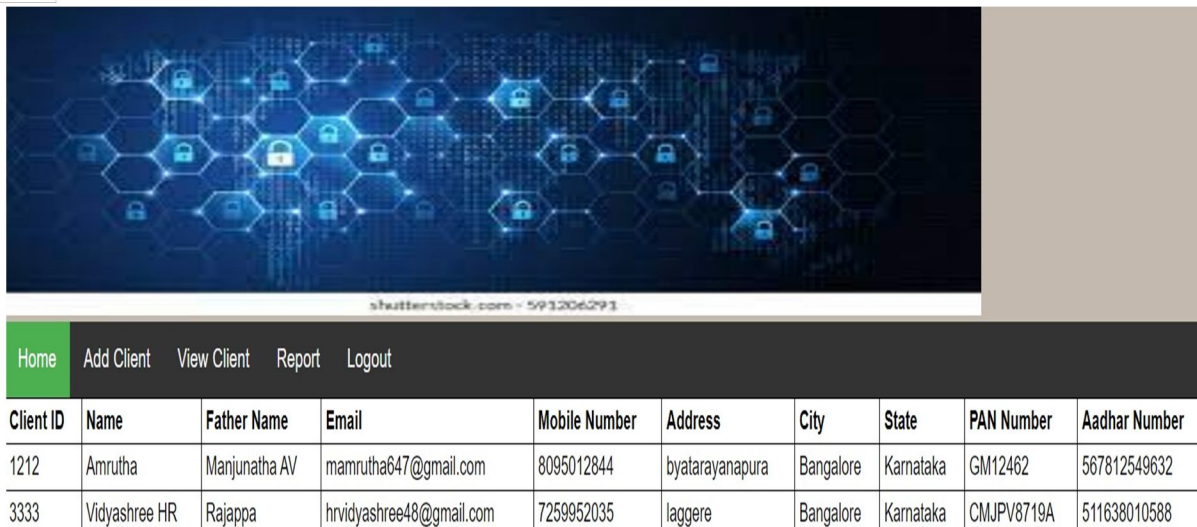 shutterstock.com - 591206291
Home Add Client View Client Report Logout
Client ID Name Father Name Email Mobile Number Address City State PAN Number Aadhar Number
1212 Amrutha Manjunatha AV mamrutha647@gmail.com 8095012844 byatarayanapura Bangalore Karnataka GM12462 567812549632
3333 Vidyashree HR Rajappa hrvidyashree48@gmail.com 7259952035 laggere Bangalore Karnataka CMJPV8719A 511638010588